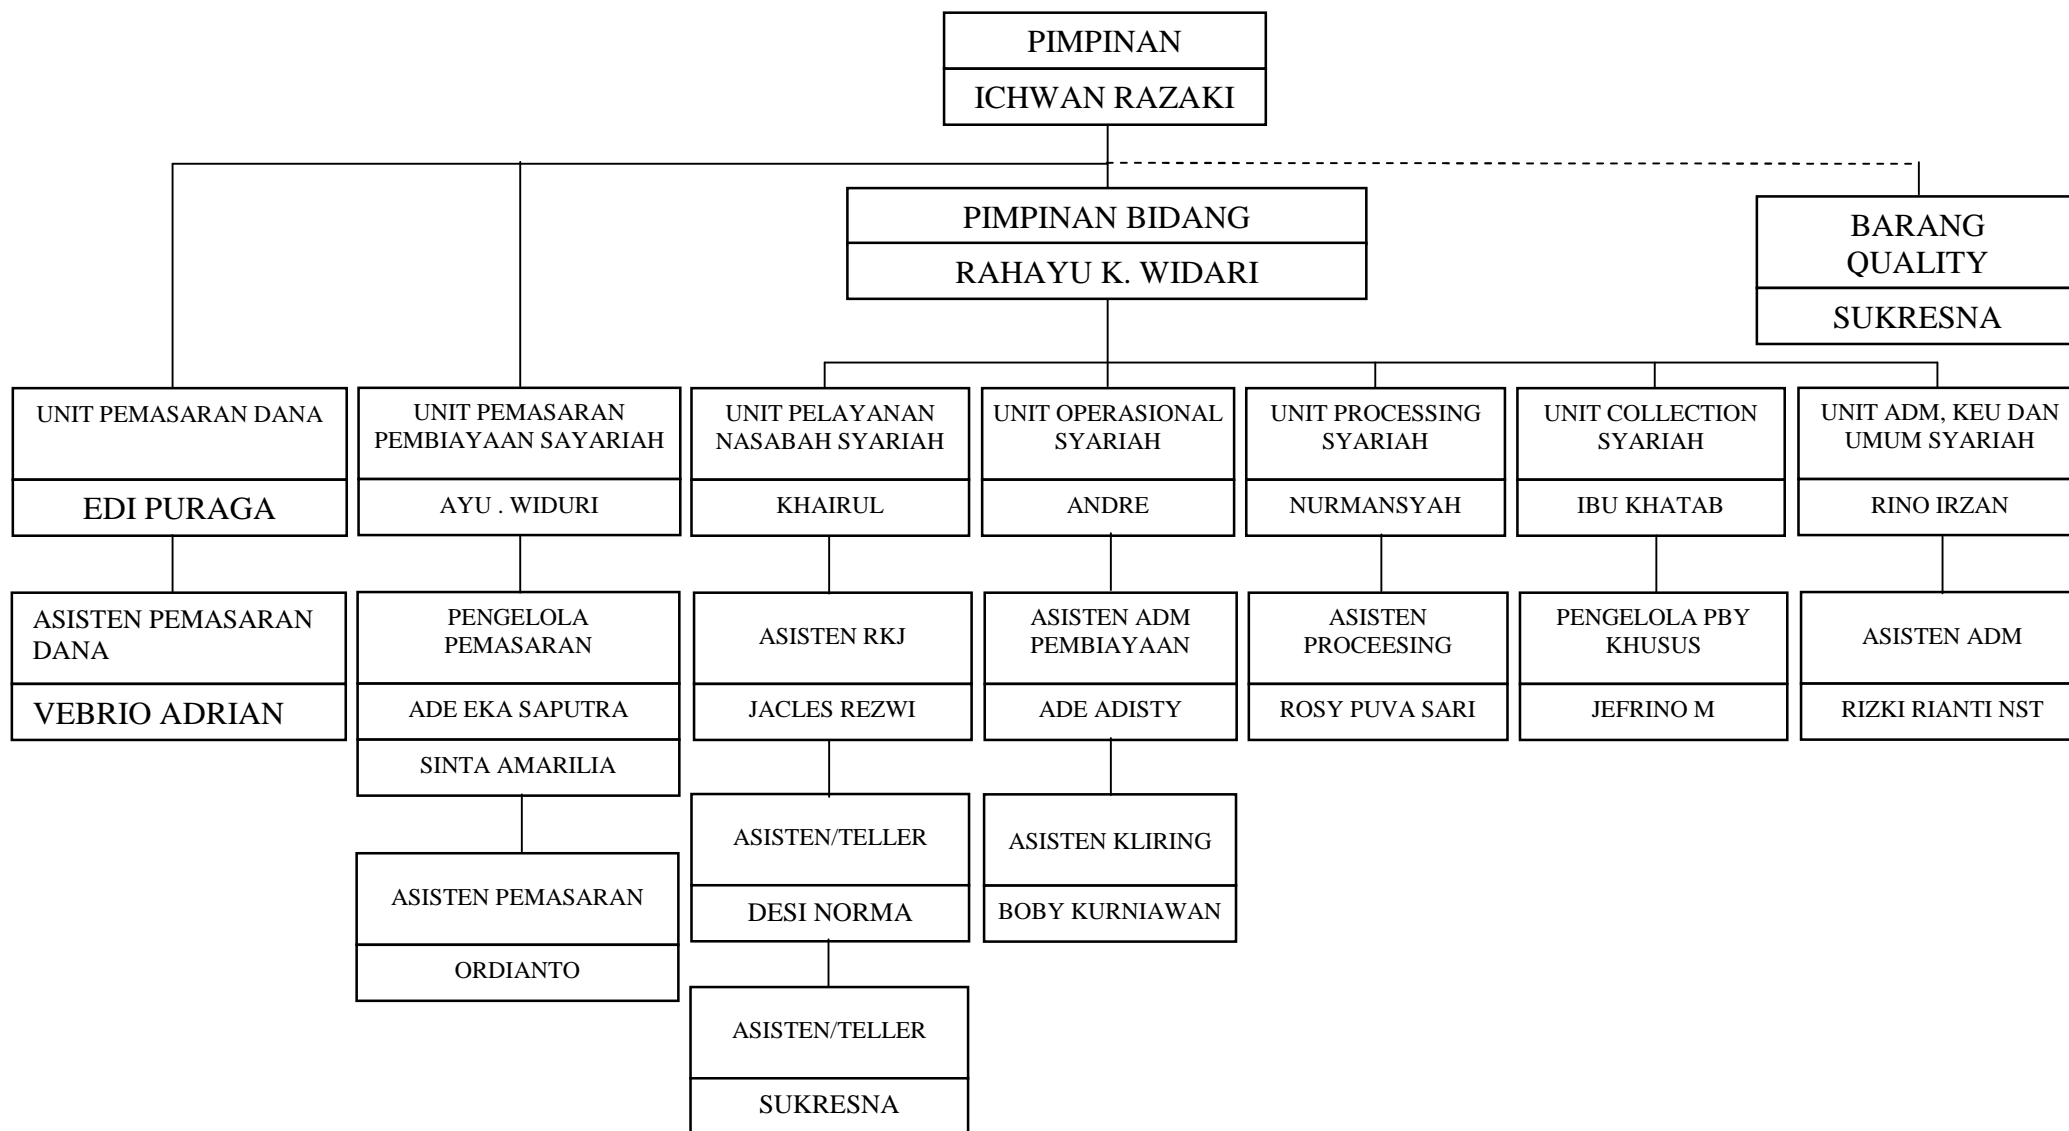 PIMPINAN
ICHWAN RAZAKI
PIMPINAN BIDANG
RAHAYU K. WIDARI
BARANG
QUALITY
SUKRESNA
UNIT PEMASARAN DANA
EDI PURAGA
UNIT PEMASARAN
PEMBIAYAAN SAYARIAH
AYU . WIDURI
UNIT PELAYANAN
NASABAH SYARIAH
KHAIRUL
UNIT OPERASIONAL
SYARIAH
ANDRE
UNIT PROCESSING
SYARIAH
NURMANSYAH
UNIT COLLECTION
SYARIAH
IBU KHATAB
UNIT ADM, KEU DAN
UMUM SYARIAH
RINO IRZAN
ASISTEN PEMASARAN
DANA
VEBRIO ADRIAN
PENGELOLA
PEMASARAN
ADE EKA SAPUTRA
SINTA AMARILIA
ASISTEN RKJ
JACLES REZWI
ASISTEN ADM
PEMBIAYAAN
ADE ADISTY
ASISTEN
PROCEESING
ROSY PUVA SARI
PENGELOLA PBY
KHUSUS
JEFRINO M
ASISTEN ADM
RIZKI RIANTI NST
ASISTEN PEMASARAN
ORDIANTO
ASISTEN/TELLER
DESI NORMA
ASISTEN KLIRING
BOBY KURNIAWAN
ASISTEN/TELLER
SUKRESNA